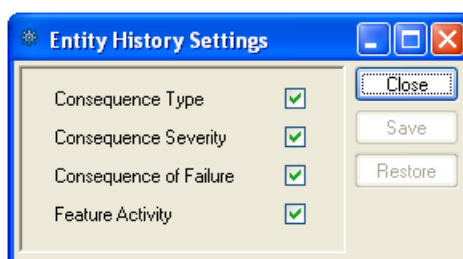 Entity History Settings
Consequence Type
Close
Consequence Severity
Save
Consequence of Failure
Restore
Feature Activity